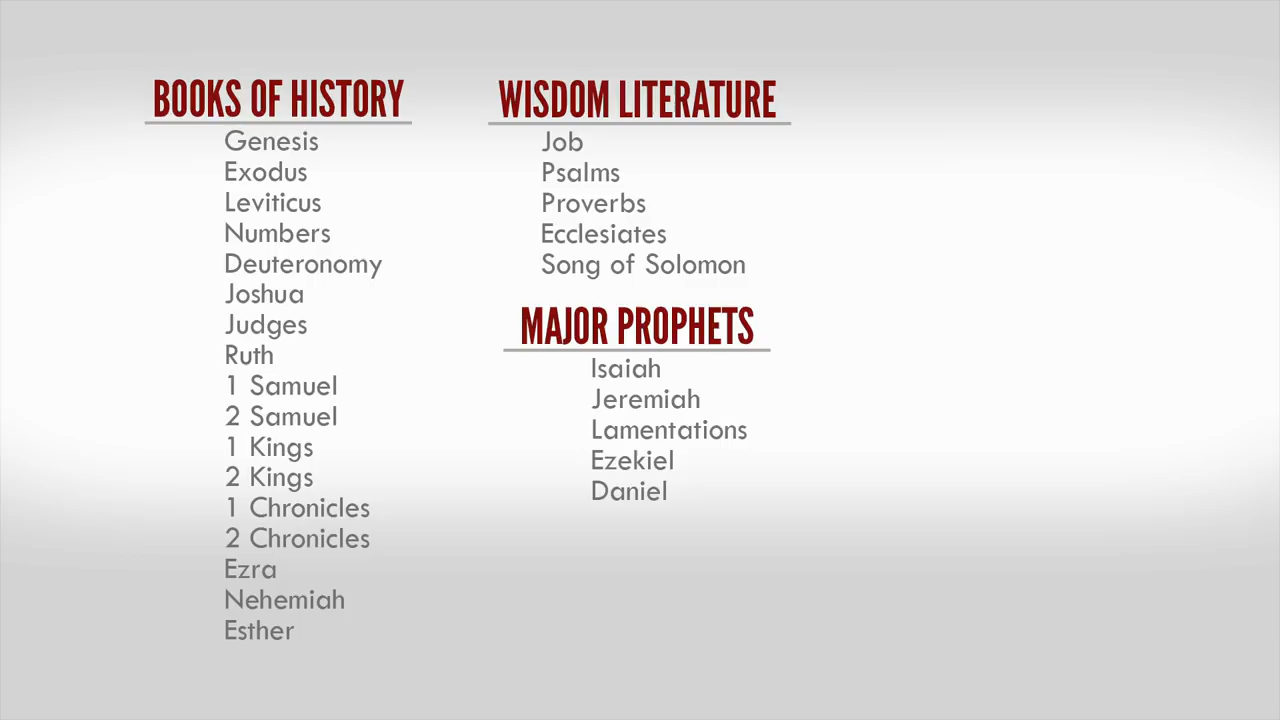 BOOKS OF HISTORY
Genesis
Exodus
Leviticus
Numbers
Deuteronomy
Joshua
Judges
Ruth
1 Samuel
2 Samuel
1 Kings
2 Kings
1 Chronicles
2 Chronicles
Ezra
Nehemiah
Esther
WISDOM LITERATURE
Job
Psalms
Proverbs
Ecclesiates
Song of Solomon
MAJOR PROPHETS
Isaiah
Jeremiah
Lamentations
Ezekiel
Daniel